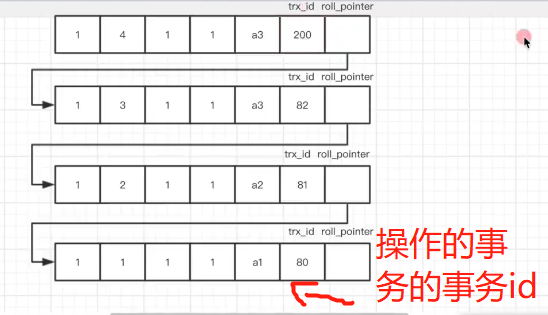 trx_id roll_pointer
1 4 1 1 a3 200
trx_id roll_pointer
1 3 1 1 a3 82
trx_id roll_pointer
1 2 1 1 a2 81
trx_id roll_pointer
1 1 1 1 a1 80
操作的事
务的事务id